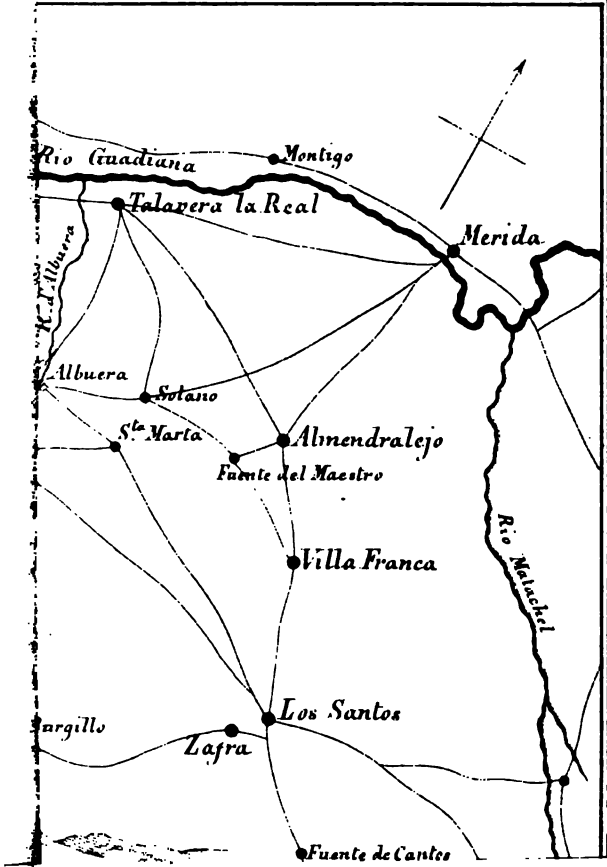 Montigo
Rio Guadiana
Talavera la Real
Merida
R. d'Albuera
Albuera
Solano
Sta Marta
Almendralejo
Fuente del Maestro
Rio Matachel
Villa Franca
Los Santos
urgillo
Zafra
Fuente de Cantos